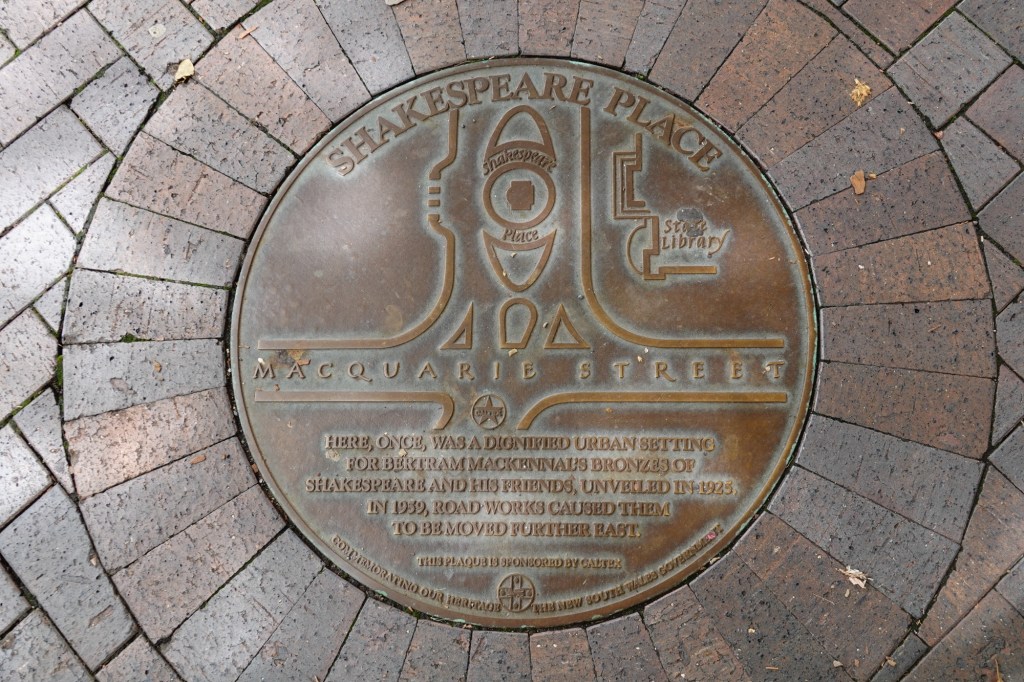 SHAKESPEARE PLACE
Shakespeare
Place
State
Library
MACQUARIE STREET
HERE, ONCE, WAS A DIGNIFIED URBAN SETTING
FOR BERTRAM MACKENNAL'S BRONZES OF
SHAKESPEARE AND HIS FRIENDS, UNVEILED IN 1925.
IN 1959, ROAD WORKS CAUSED THEM
TO BE MOVED FURTHER EAST.
THIS PLAQUE IS SPONSORED BY CALTEX
COMMEMORATING OUR HERITAGE THE NEW SOUTH WALES GOVERNMENT